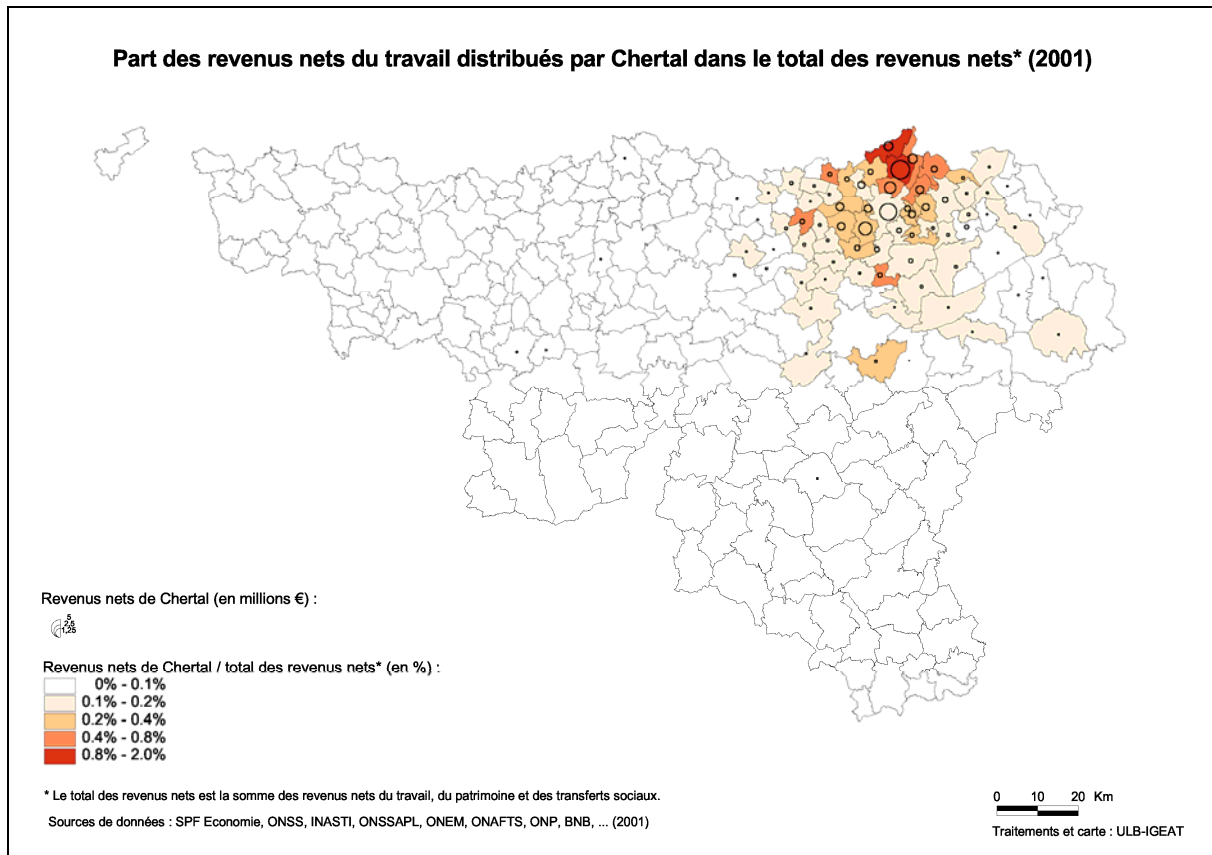 Part des revenus nets du travail distribués par Chertal dans le total des revenus nets* (2001)
Revenus nets de Chertal (en millions €) :
5
2,5
1,25
Revenus nets de Chertal / total des revenus nets* (en %) :
0% - 0.1%
0.1% - 0.2%
0.2% - 0.4%
0.4% - 0.8%
0.8% - 2.0%
* Le total des revenus nets est la somme des revenus nets du travail, du patrimoine et des transferts sociaux.
Sources de données : SPF Economie, ONSS, INASTI, ONSSAPL, ONEM, ONAFTS, ONP, BNB, ... (2001)
0 10 20 Km
Traitements et carte : ULB-IGEAT